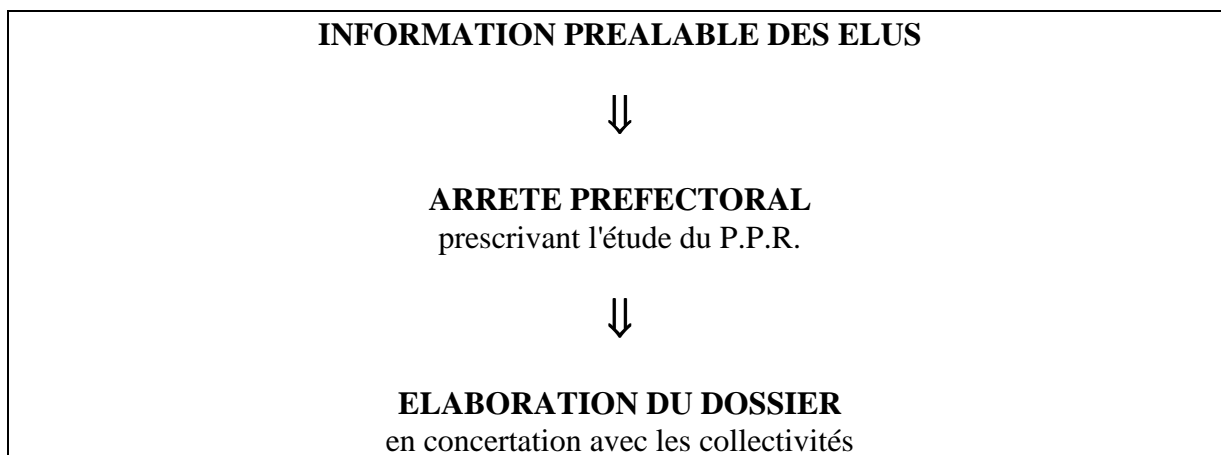 INFORMATION PREALABLE DES ELUS
⇓
ARRETE PREFECTORAL
prescrivant l'étude du P.P.R.
⇓
ELABORATION DU DOSSIER
en concertation avec les collectivités